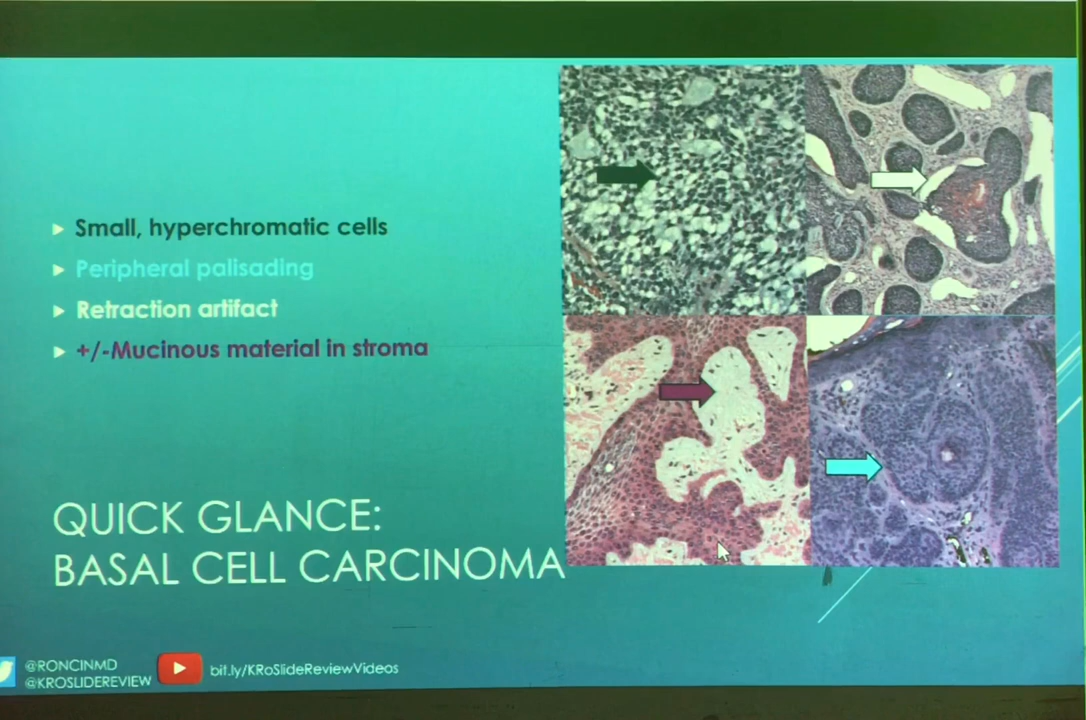 Small, hyperchromatic cells
Peripheral palisading
Retraction artifact
+/-Mucinous material in stroma
QUICK GLANCE:
BASAL CELL CARCINOMA
@RONCINMD
@KROSLIDEREVIEW
bit.ly/KRoSlideReviewVideos